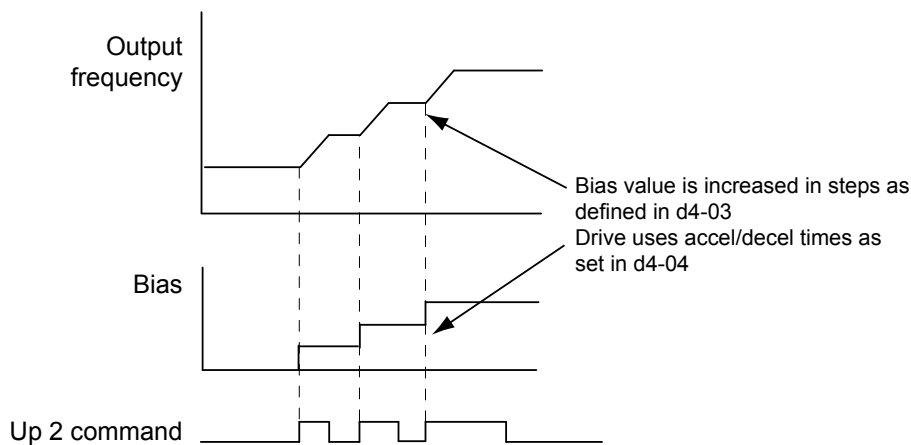 Output
frequency
Bias value is increased in steps as
defined in d4-03
Drive uses accel/decel times as
set in d4-04
Bias
Up 2 command